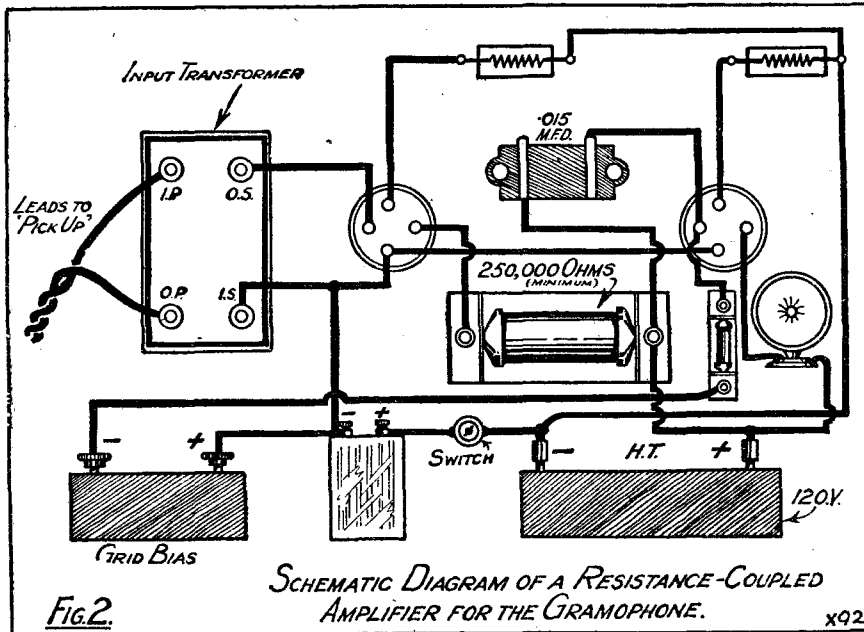 INPUT TRANSFORMER
I.P.
O.S.
LEADS TO
'PICK UP'
O.P.
I.S.
.015
M.F.D.
250,000 OHMS
(MINIMUM)
- +
- +
SWITCH
- H.T. +
120.V.
GRID BIAS
FIG.2.
SCHEMATIC DIAGRAM OF A RESISTANCE-COUPLED
AMPLIFIER FOR THE GRAMOPHONE.
X92